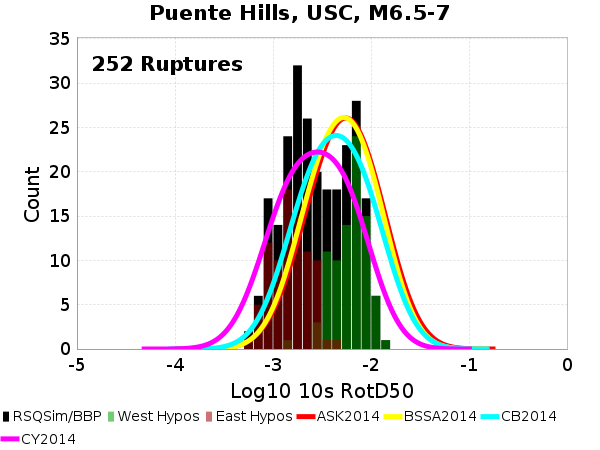 Puente Hills, USC, M6.5-7
252 Ruptures
35
30
25
20
15
10
5
0
Count
-5 -4 -3 -2 -1 0
Log10 10s RotD50
RSQSim/BBP West Hypos East Hypos ASK2014 BSSA2014 CB2014
CY2014